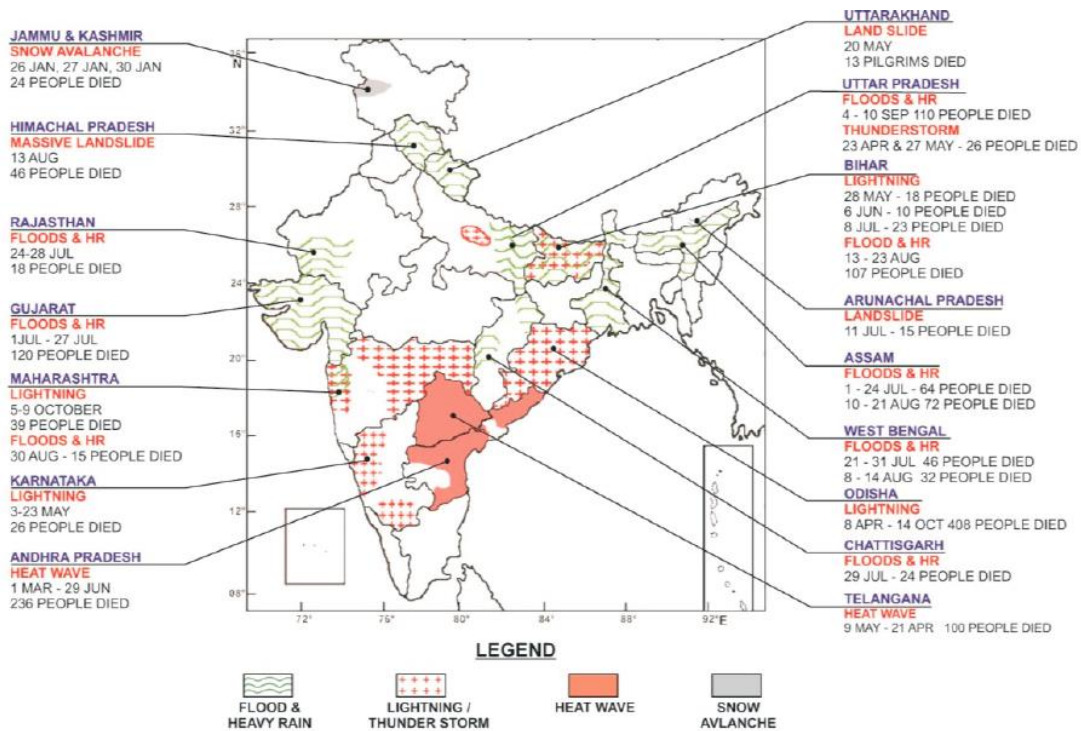 JAMMU & KASHMIR
SNOW AVALANCHE
26 JAN, 27 JAN, 30 JAN
24 PEOPLE DIED
HIMACHAL PRADESH
MASSIVE LANDSLIDE
13 AUG
46 PEOPLE DIED
RAJASTHAN
FLOODS & HR
24-28 JUL
18 PEOPLE DIED
GUJARAT
FLOODS & HR
1JUL - 27 JUL
120 PEOPLE DIED
MAHARASHTRA
LIGHTNING
5-9 OCTOBER
39 PEOPLE DIED
FLOODS & HR
30 AUG - 15 PEOPLE DIED
KARNATAKA
LIGHTNING
3-23 MAY
26 PEOPLE DIED
ANDHRA PRADESH
HEAT WAVE
1 MAR - 29 JUN
236 PEOPLE DIED
36°
N
32°
28°
24°
20°
16°
12°
08°
72°
76°
80°
84°
88°
92°E
UTTARAKHAND
LAND SLIDE
20 MAY
13 PILGRIMS DIED
UTTAR PRADESH
FLOODS & HR
4 - 10 SEP 110 PEOPLE DIED
THUNDERSTORM
23 APR & 27 MAY - 26 PEOPLE DIED
BIHAR
LIGHTNING
28 MAY - 18 PEOPLE DIED
6 JUN - 10 PEOPLE DIED
8 JUL - 23 PEOPLE DIED
FLOOD & HR
13 - 23 AUG
107 PEOPLE DIED
ARUNACHAL PRADESH
LANDSLIDE
11 JUL - 15 PEOPLE DIED
ASSAM
FLOODS & HR
1 - 24 JUL - 64 PEOPLE DIED
10 - 21 AUG 72 PEOPLE DIED
WEST BENGAL
FLOODS & HR
21 - 31 JUL 46 PEOPLE DIED
8 - 14 AUG 32 PEOPLE DIED
ODISHA
LIGHTNING
8 APR - 14 OCT 408 PEOPLE DIED
CHATTISGARH
FLOODS & HR
29 JUL - 24 PEOPLE DIED
TELANGANA
HEAT WAVE
9 MAY - 21 APR 100 PEOPLE DIED
LEGEND
FLOOD &
HEAVY RAIN
LIGHTNING /
THUNDER STORM
HEAT WAVE
SNOW
AVLANCHE